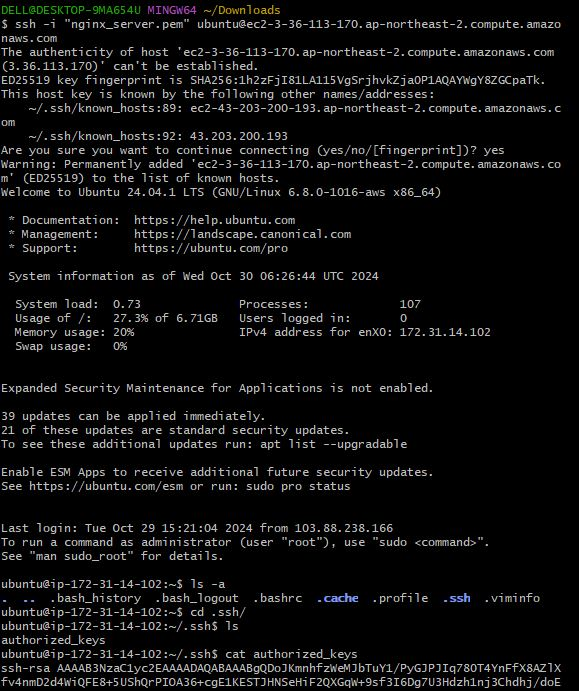 DELL@DESKTOP-9MA654U MINGW64 ~/Downloads
$ ssh -i "nginx_server.pem" ubuntu@ec2-3-36-113-170.ap-northeast-2.compute.amazo
naws.com
The authenticity of host 'ec2-3-36-113-170.ap-northeast-2.compute.amazonaws.com
(3.36.113.170)' can't be established.
ED25519 key fingerprint is SHA256:1h2zFjI81LA115VgSrjhvkZja0P1AQAYWgY8ZGCpaTk.
This host key is known by the following other names/addresses:
    ~/.ssh/known_hosts:89: ec2-43-203-200-193.ap-northeast-2.compute.amazonaws.c
om
    ~/.ssh/known_hosts:92: 43.203.200.193
Are you sure you want to continue connecting (yes/no/[fingerprint])? yes
Warning: Permanently added 'ec2-3-36-113-170.ap-northeast-2.compute.amazonaws.co
m' (ED25519) to the list of known hosts.
Welcome to Ubuntu 24.04.1 LTS (GNU/Linux 6.8.0-1016-aws x86_64)

 * Documentation:  https://help.ubuntu.com
 * Management:     https://landscape.canonical.com
 * Support:        https://ubuntu.com/pro

 System information as of Wed Oct 30 06:26:44 UTC 2024

  System load:  0.73               Processes:             107
  Usage of /:   27.3% of 6.71GB   Users logged in:       0
  Memory usage: 20%                IPv4 address for enX0: 172.31.14.102
  Swap usage:   0%

Expanded Security Maintenance for Applications is not enabled.

39 updates can be applied immediately.
21 of these updates are standard security updates.
To see these additional updates run: apt list --upgradable

Enable ESM Apps to receive additional future security updates.
See https://ubuntu.com/esm or run: sudo pro status

Last login: Tue Oct 29 15:21:04 2024 from 103.88.238.166
To run a command as administrator (user "root"), use "sudo <command>".
See "man sudo_root" for details.

ubuntu@ip-172-31-14-102:~$ ls -a
.  ..  .bash_history  .bash_logout  .bashrc  .cache  .profile  .ssh  .viminfo
ubuntu@ip-172-31-14-102:~$ cd .ssh/
ubuntu@ip-172-31-14-102:~/.ssh$ ls
authorized_keys
ubuntu@ip-172-31-14-102:~/.ssh$ cat authorized_keys
ssh-rsa AAAAB3NzaC1yc2EAAAADAQABAAABgQDoJKmnhfzWeMJbTuY1/PyGJPJIq78OT4YnFfX8AZlX
fv4nmD2d4WiQFE8+5UShQrPIOA36+cgE1KESTJHNSeHiF2QXGqW+9sf3I6Dg7U3Hdzh1nj3Chdhj/doE